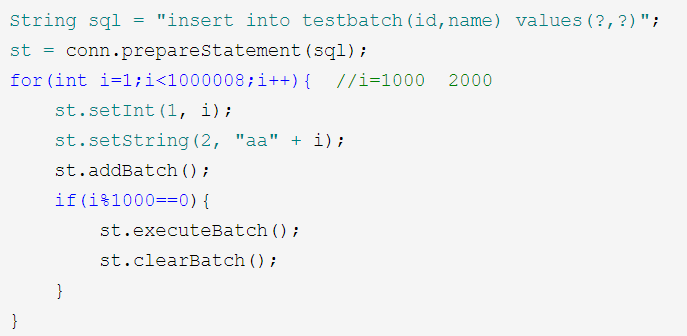 String sql = "insert into testbatch(id,name) values(?,?)";
st = conn.prepareStatement(sql);
for(int i=1;i<1000008;i++){  //i=1000  2000
    st.setInt(1, i);
    st.setString(2, "aa" + i);
    st.addBatch();
    if(i%1000==0){
        st.executeBatch();
        st.clearBatch();
    }
}